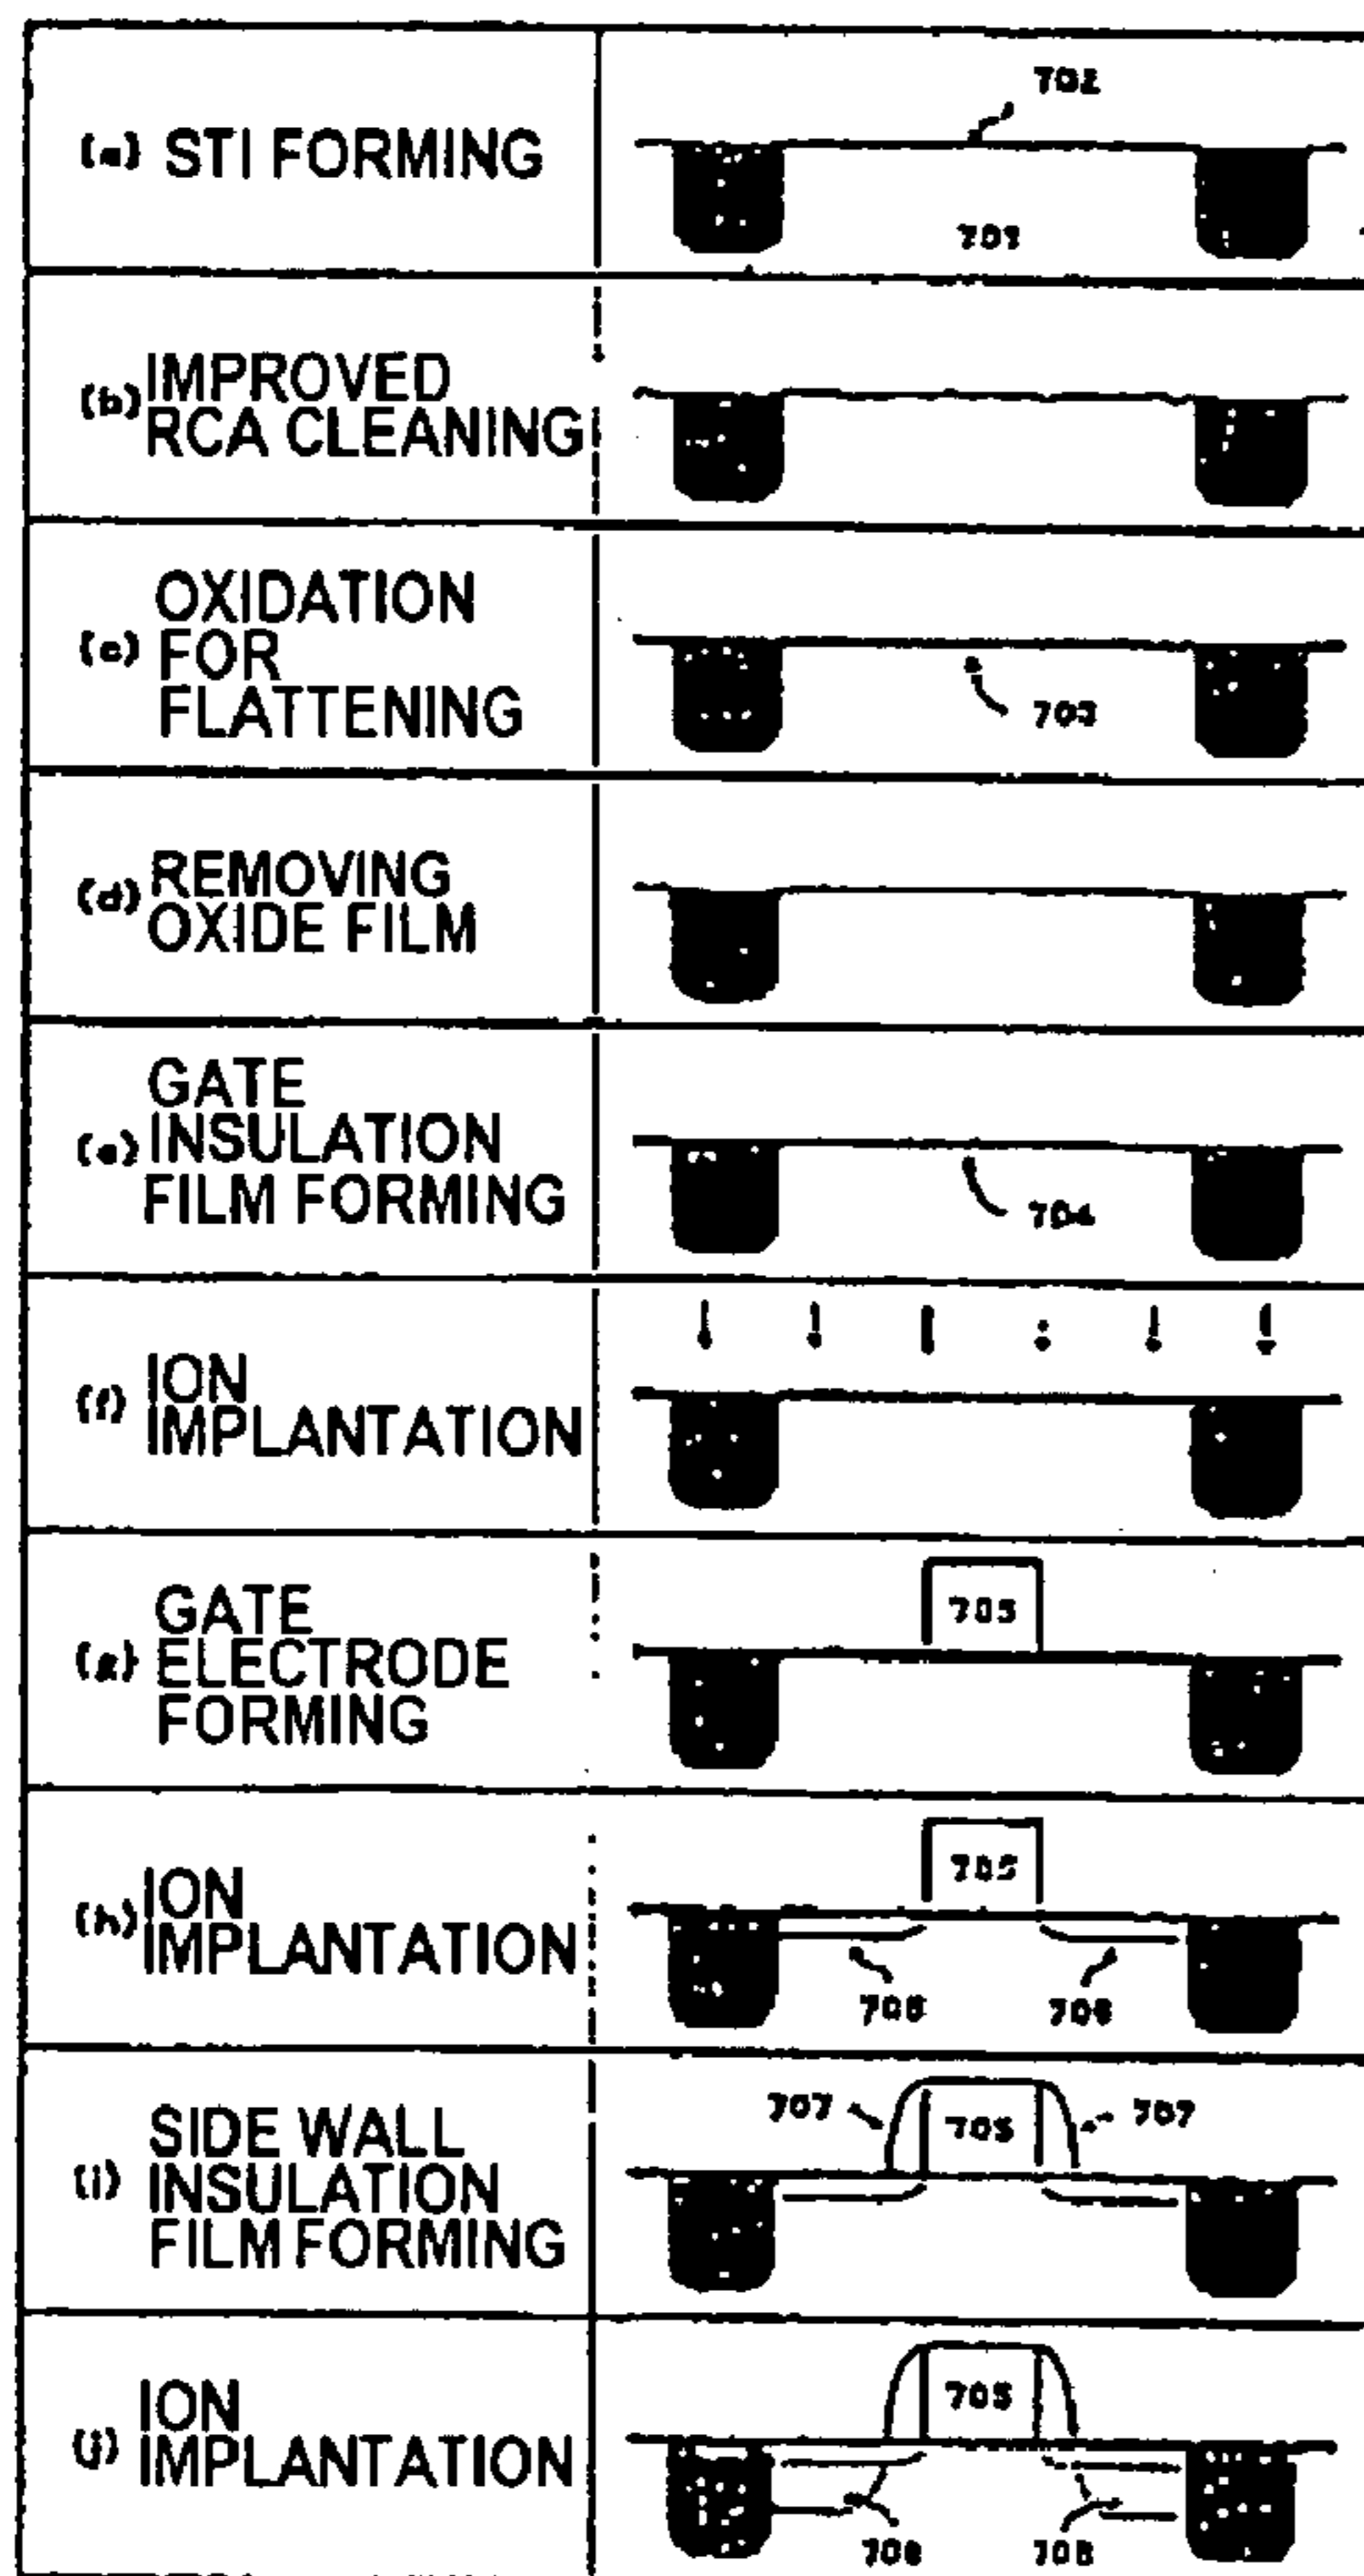 702
(a) STI FORMING
701
(b) IMPROVED
RCA CLEANING
OXIDATION
(c) FOR
FLATTENING
703
(d) REMOVING
OXIDE FILM
GATE
(e) INSULATION
FILM FORMING
704
(f) ION
IMPLANTATION
GATE
705
(g) ELECTRODE
FORMING
705
(h) ION
IMPLANTATION
706 706
707 705 707
SIDE WALL
(i) INSULATION
FILM FORMING
705
(j) ION
IMPLANTATION
708 708